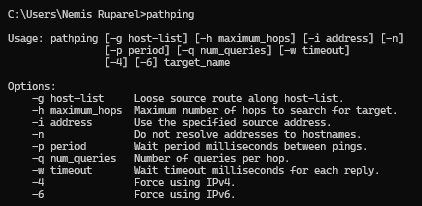 C:\Users\Nemis Ruparel>pathping

Usage: pathping [-g host-list] [-h maximum_hops] [-i address] [-n]
                [-p period] [-q num_queries] [-w timeout]
                [-4] [-6] target_name

Options:
    -g host-list     Loose source route along host-list.
    -h maximum_hops  Maximum number of hops to search for target.
    -i address       Use the specified source address.
    -n               Do not resolve addresses to hostnames.
    -p period        Wait period milliseconds between pings.
    -q num_queries   Number of queries per hop.
    -w timeout       Wait timeout milliseconds for each reply.
    -4               Force using IPv4.
    -6               Force using IPv6.